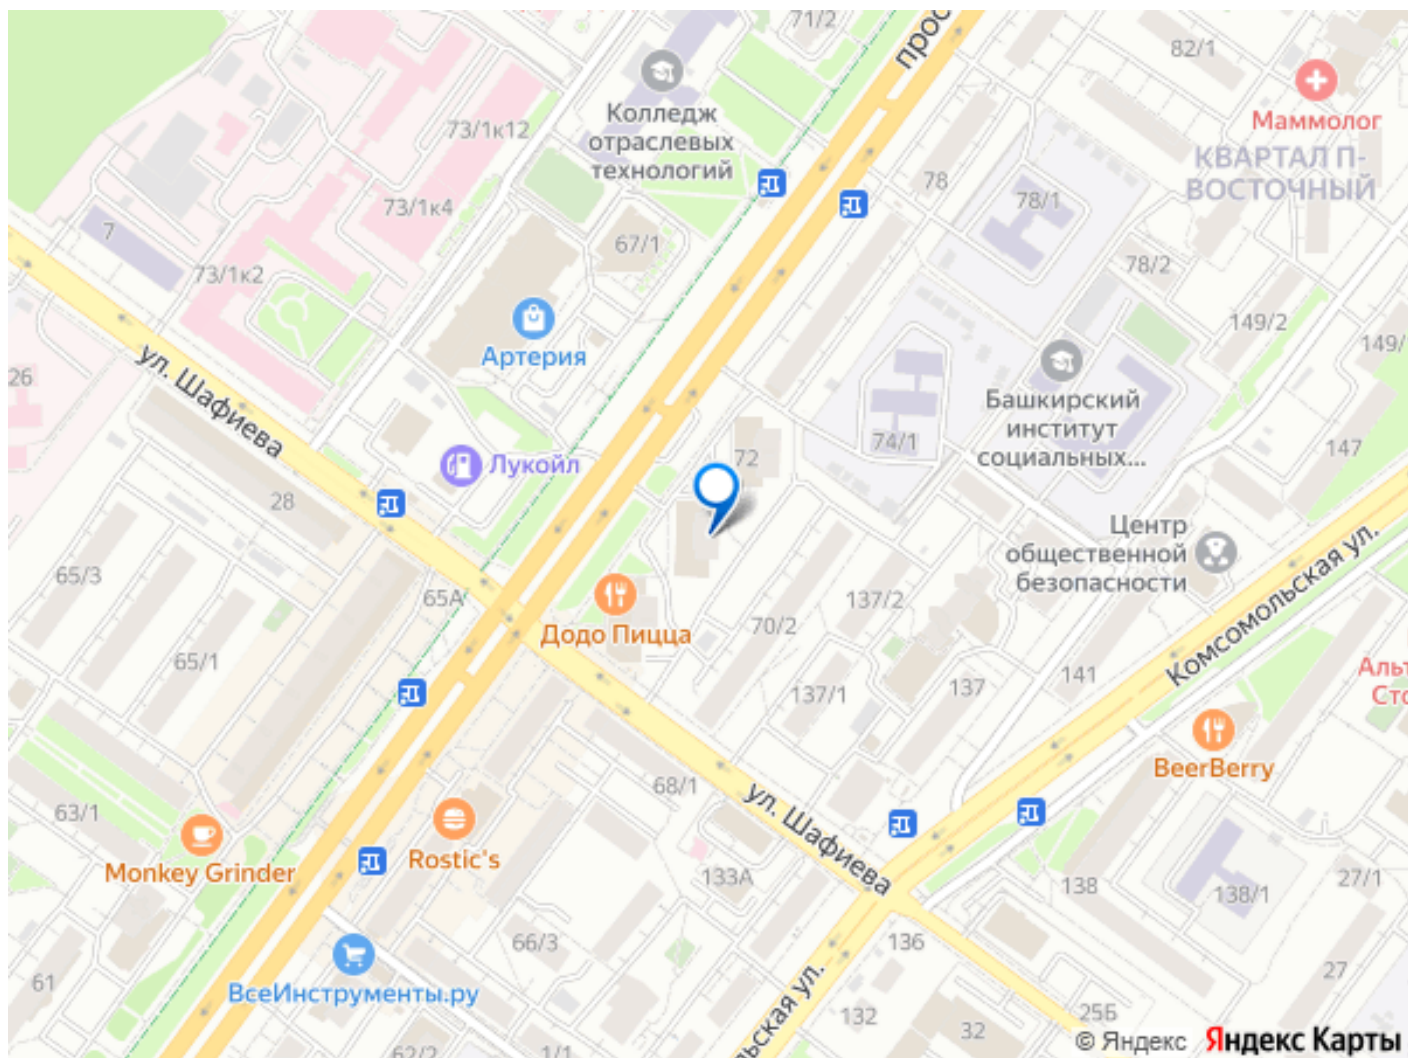 71/2
прос
82/1
Колледж
отраслевых
технологий
73/1к12
Маммолог
КВАРТАЛ П-
ВОСТОЧНЫЙ
78
78/1
73/1к4
7
67/1
73/1к2
78/2
149/2
149/
Артерия
ул. Шафиева
26
Башкирский
институт
социальных...
74/1
147
72
Лукойл
28
Центр
общественной
безопасности
Комсомольская ул.
65/3
65А
137/2
Додо Пицца
70/2
65/1
137/1
137
141
Альт
Сто
BeerBerry
68/1
ул. Шафиева
63/1
Monkey Grinder
Rostic's
133А
138
138/1
27/1
66/3
136
61
ВсеИнструменты.ру
27
льская ул.
132
32
25Б
62/2
1/1
© Яндекс Яндекс Карты